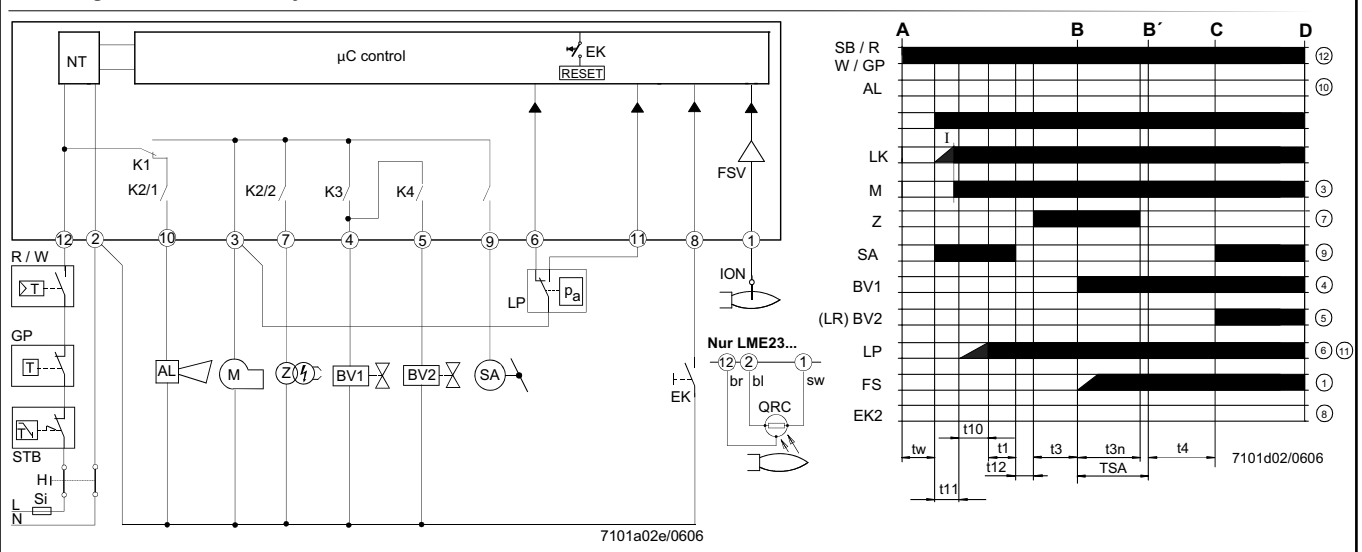 NT
µC control
EK
RESET
FSV
K1
K2/1
K2/2
K3
K4
12
2
10
3
7
4
5
9
6
11
8
1
R / W
T
GP
T
STB
H
Si
L
N
AL
M
Z
BV1
BV2
SA
LP
pa
ION
EK
Nur LME23...
12
2
1
br
bl
sw
QRC
7101a02e/0606
A
B
B´
C
D
SB / R
W / GP
12
AL
10
I
LK
M
3
Z
7
SA
9
BV1
4
(LR) BV2
5
LP
6
11
FS
1
EK2
8
t10
tw
t1
t3
t3n
t4
t12
TSA
t11
7101d02/0606